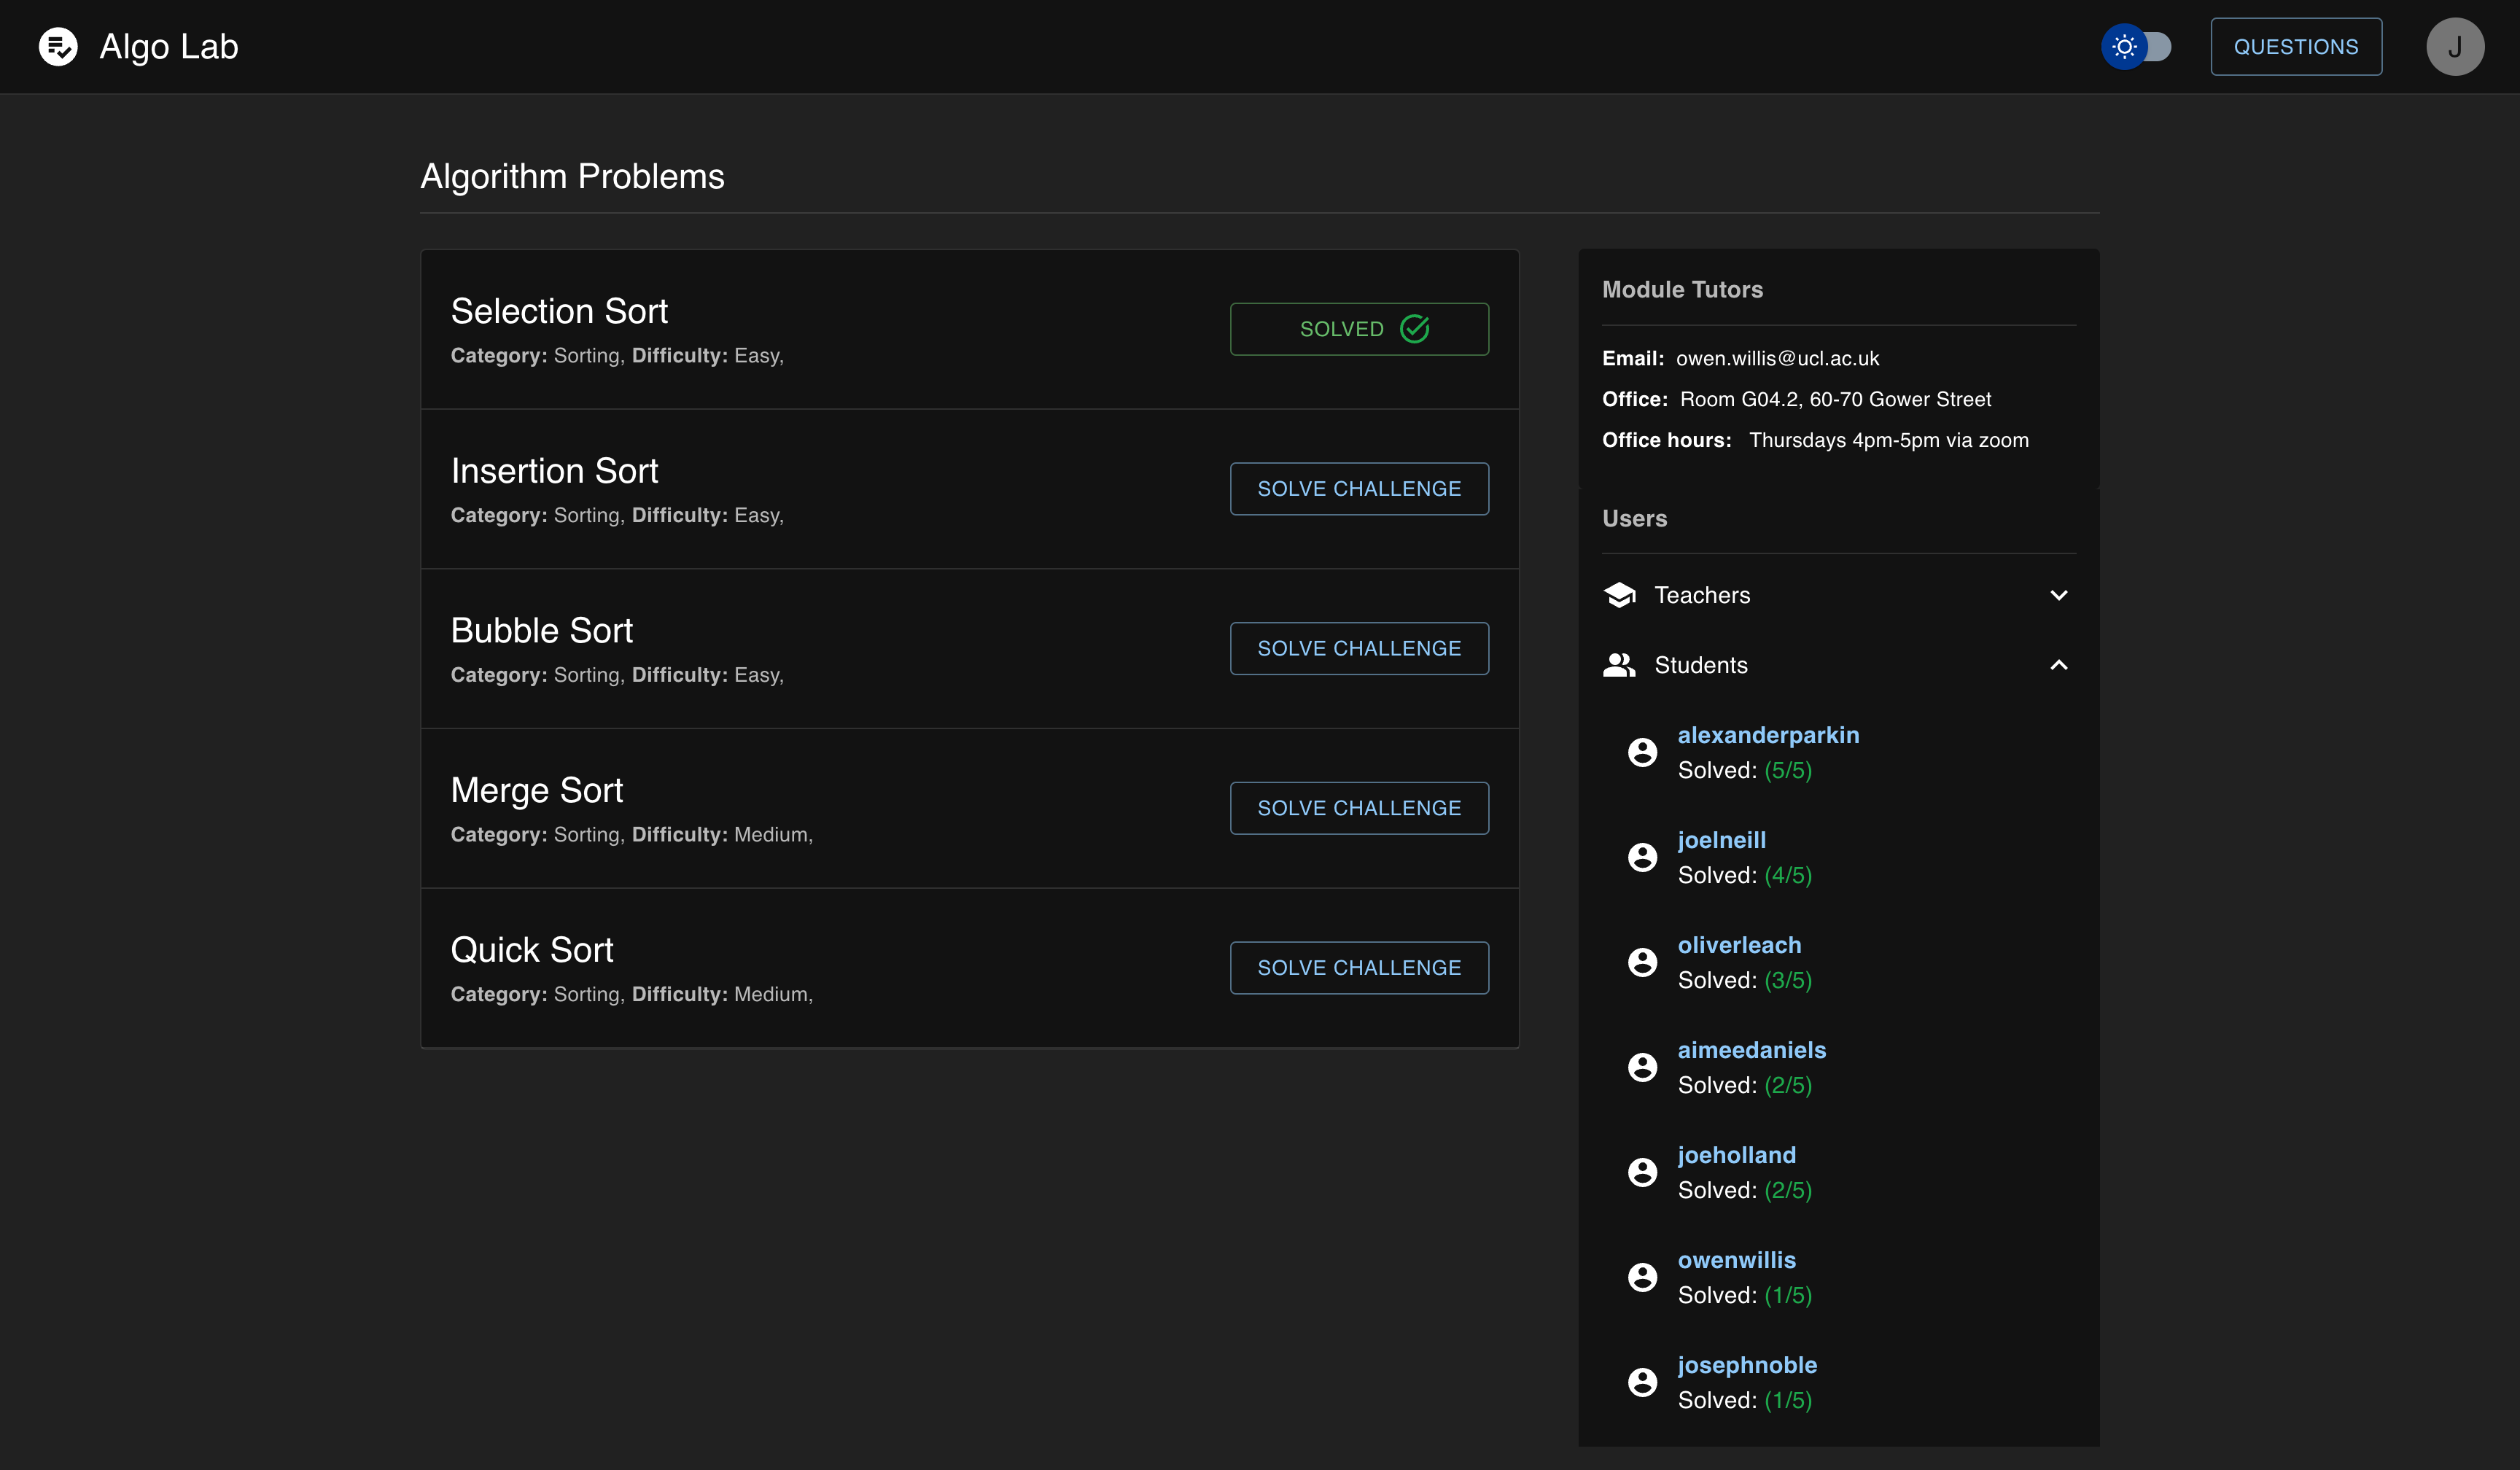 Algo Lab
QUESTIONS
J
Algorithm Problems
Selection Sort
Category: Sorting, Difficulty: Easy,
SOLVED
Insertion Sort
Category: Sorting, Difficulty: Easy,
SOLVE CHALLENGE
Bubble Sort
Category: Sorting, Difficulty: Easy,
SOLVE CHALLENGE
Merge Sort
Category: Sorting, Difficulty: Medium,
SOLVE CHALLENGE
Quick Sort
Category: Sorting, Difficulty: Medium,
SOLVE CHALLENGE
Module Tutors
Email: owen.willis@ucl.ac.uk
Office: Room G04.2, 60-70 Gower Street
Office hours: Thursdays 4pm-5pm via zoom
Users
Teachers
Students
alexanderparkin
Solved: (5/5)
joelneill
Solved: (4/5)
oliverleach
Solved: (3/5)
aimeedaniels
Solved: (2/5)
joeholland
Solved: (2/5)
owenwillis
Solved: (1/5)
josephnoble
Solved: (1/5)